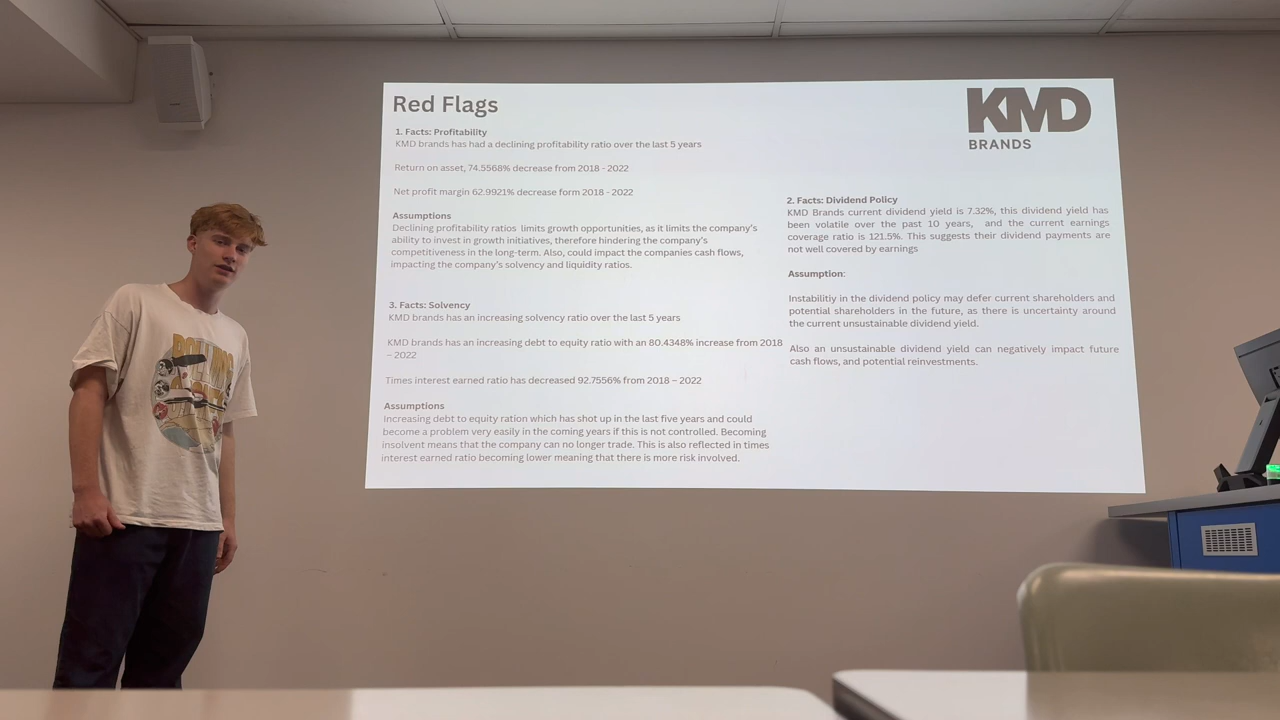 Red Flags
KMD
BRANDS
1. Facts: Profitability
KMD brands has had a declining profitability ratio over the last 5 years
Return on asset, 74.5568% decrease from 2018 - 2022
Net profit margin 62.9921% decrease form 2018 - 2022
Assumptions
Declining profitability ratios limits growth opportunities, as it limits the company's
ability to invest in growth initiatives, therefore hindering the company's
competitiveness in the long-term. Also, could impact the companies cash flows,
impacting the company's solvency and liquidity ratios.
2. Facts: Dividend Policy
KMD Brands current dividend yield is 7.32%, this dividend yield has
been volatile over the past 10 years, and the current earnings
coverage ratio is 121.5%. This suggests their dividend payments are
not well covered by earnings
Assumption:
Instabilitiy in the dividend policy may defer current shareholders and
potential shareholders in the future, as there is uncertainty around
the current unsustainable dividend yield.
Also an unsustainable dividend yield can negatively impact future
cash flows, and potential reinvestments.
3. Facts: Solvency
KMD brands has an increasing solvency ratio over the last 5 years
KMD brands has an increasing debt to equity ratio with an 80.4348% increase from 2018
– 2022
Times interest earned ratio has decreased 92.7556% from 2018 – 2022
Assumptions
Increasing debt to equity ration which has shot up in the last five years and could
become a problem very easily in the coming years if this is not controlled. Becoming
insolvent means that the company can no longer trade. This is also reflected in times
interest earned ratio becoming lower meaning that there is more risk involved.